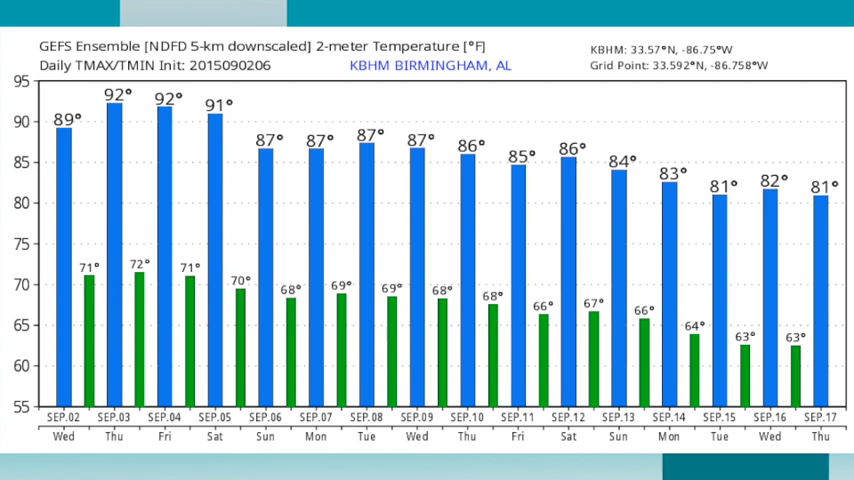 GEFS Ensemble [NDFD 5-km downscaled] 2-meter Temperature [°F]
Daily TMAX/TMIN Init: 2015090206
KBHM BIRMINGHAM, AL
KBHM: 33.57°N, -86.75°W
Grid Point: 33.592°N, -86.758°W
95
90
85
80
75
70
65
60
55
89° 92° 92° 91° 87° 87° 87° 87° 86° 85° 86° 84° 83° 81° 82° 81°
71° 72° 71° 70° 68° 69° 69° 68° 68° 66° 67° 66° 64° 63° 63°
SEP.02 SEP.03 SEP.04 SEP.05 SEP.06 SEP.07 SEP.08 SEP.09 SEP.10 SEP.11 SEP.12 SEP.13 SEP.14 SEP.15 SEP.16 SEP.17
Wed Thu Fri Sat Sun Mon Tue Wed Thu Fri Sat Sun Mon Tue Wed Thu